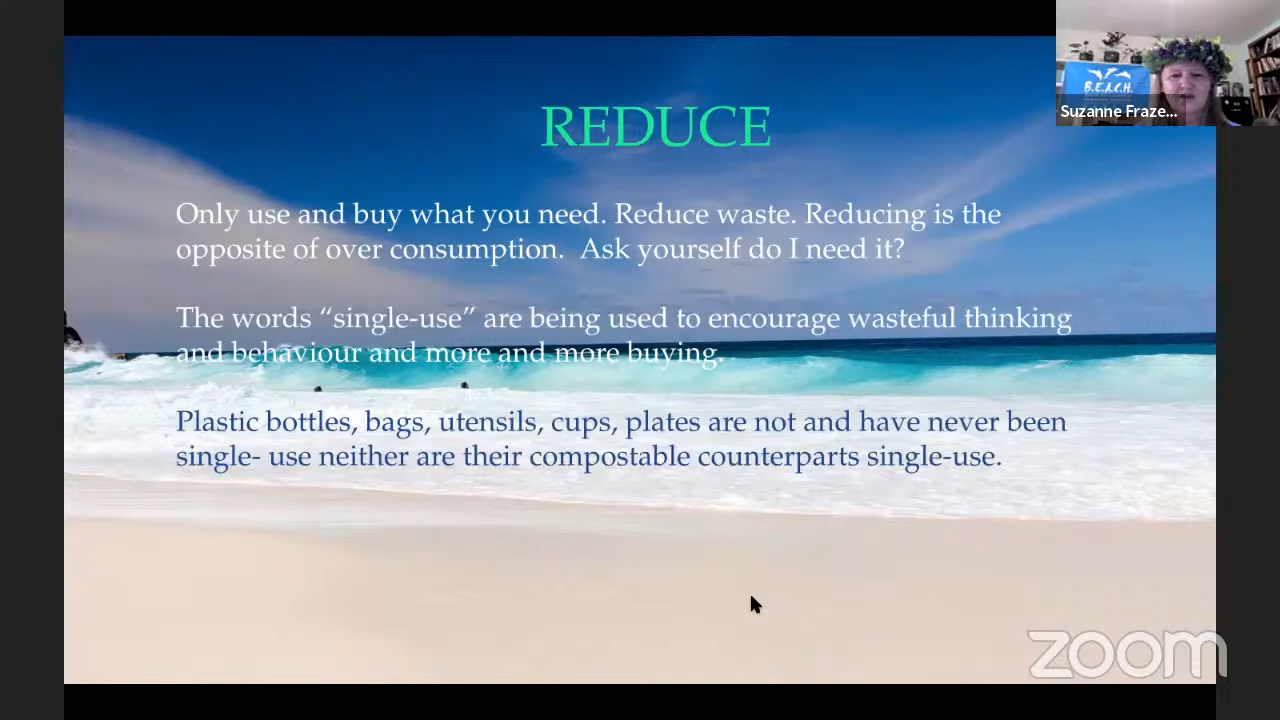 REDUCE
Only use and buy what you need. Reduce waste. Reducing is the
opposite of over consumption.  Ask yourself do I need it?
The words “single-use” are being used to encourage wasteful thinking
and behaviour and more and more buying.
Plastic bottles, bags, utensils, cups, plates are not and have never been
single- use neither are their compostable counterparts single-use.
B.E.A.C.H.
Suzanne Fraze...
zoom